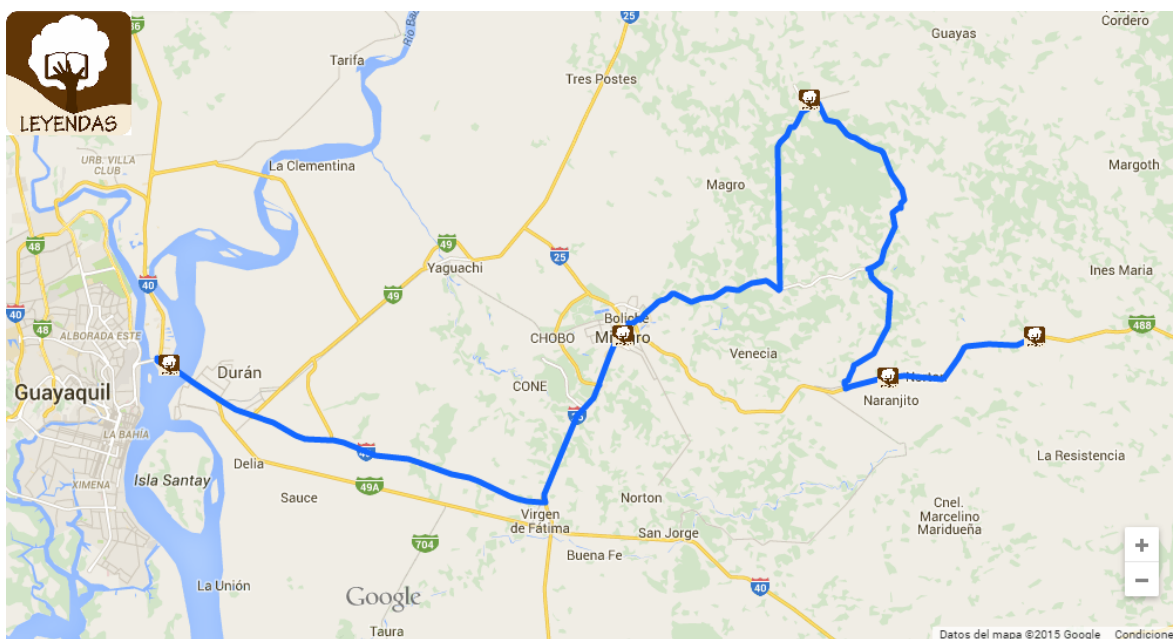 LEYENDAS
Guayaquil
URB. VILLA
CLUB
ALBORADA ESTE
LA BAHÍA
XIMENA
Isla Santay
Durán
Delia
Sauce
La Unión
Taura
Tarifa
La Clementina
Yaguachi
Tres Postes
CHOBO
CONE
Boliche
Virgen
de Fátima
Norton
Buena Fe
San Jorge
Venecia
Magro
Guayas
Cordero
Margoth
Ines Maria
Naranjito
La Resistencia
Cnel.
Marcelino
Maridueña
25
25
40
40
40
48
48
49
49
49A
704
488
+
−
Google
Datos del mapa ©2015 Google
Condicione